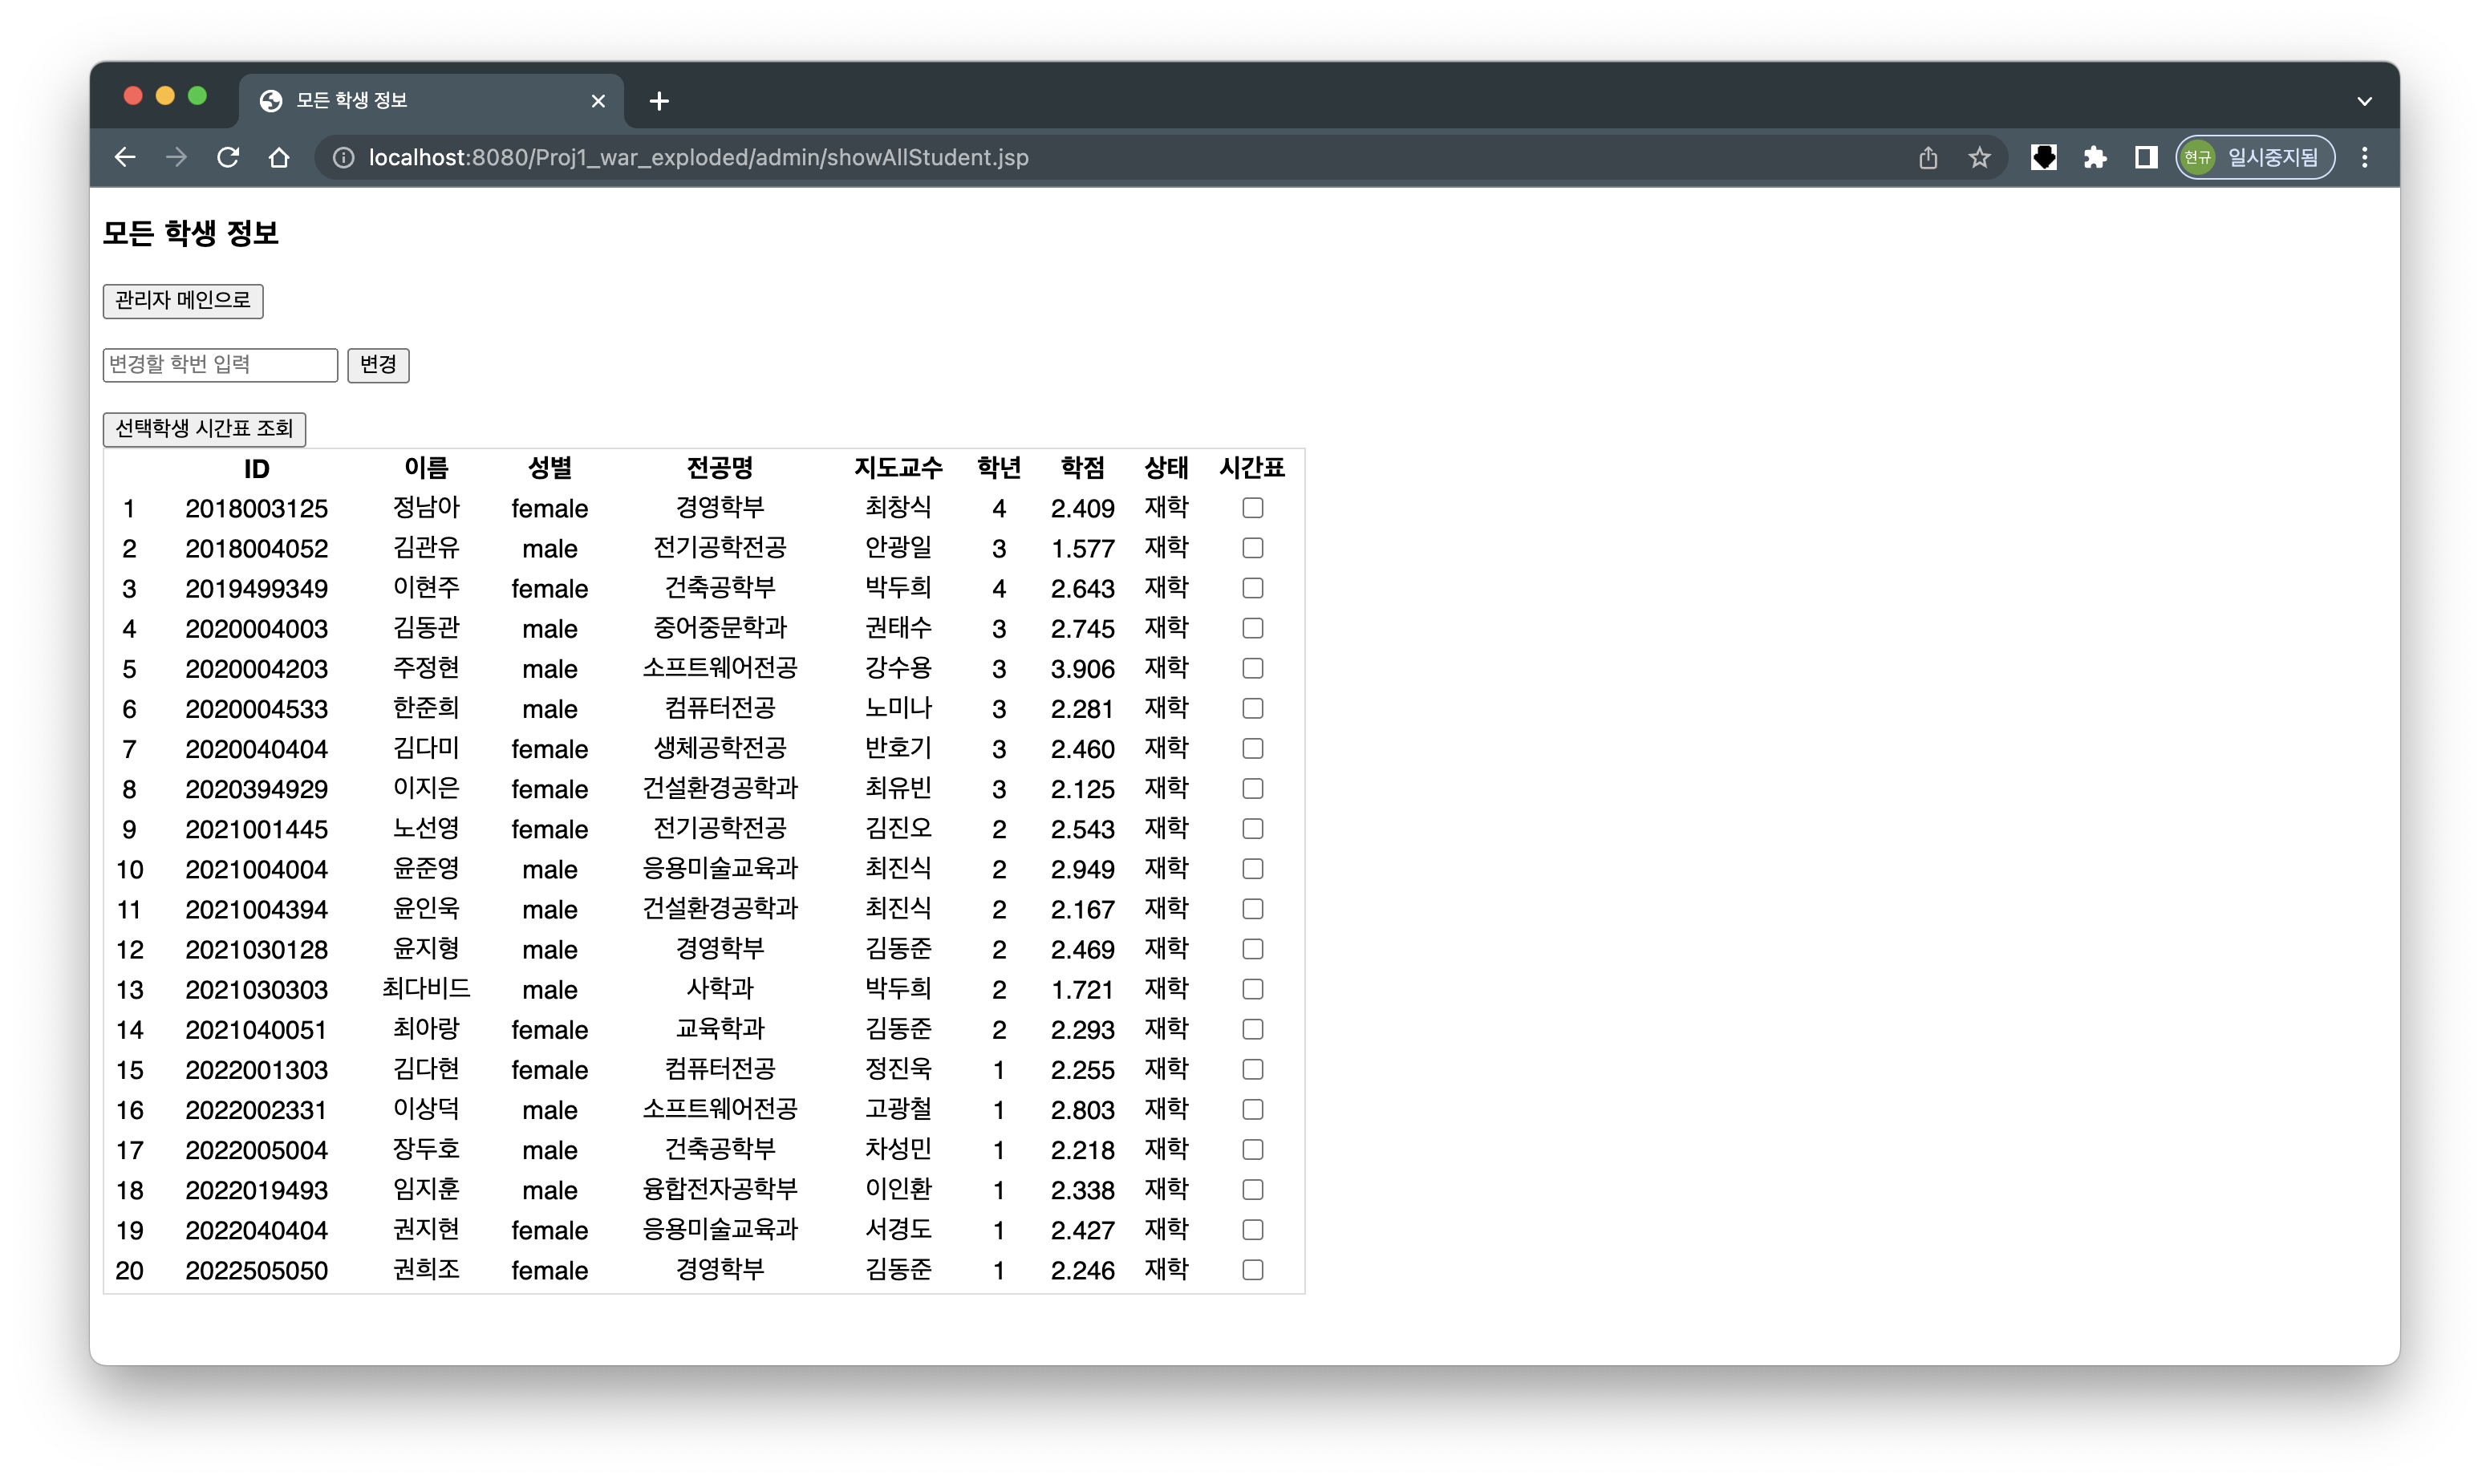 모든 학생 정보
localhost:8080/Proj1_war_exploded/admin/showAllStudent.jsp
현규 일시중지됨
모든 학생 정보
관리자 메인으로
변경할 학번 입력 변경
선택학생 시간표 조회
ID 이름 성별 전공명 지도교수 학년 학점 상태 시간표
1 2018003125 정남아 female 경영학부 최창식 4 2.409 재학
2 2018004052 김관유 male 전기공학전공 안광일 3 1.577 재학
3 2019499349 이현주 female 건축공학부 박두희 4 2.643 재학
4 2020004003 김동관 male 중어중문학과 권태수 3 2.745 재학
5 2020004203 주정현 male 소프트웨어전공 강수용 3 3.906 재학
6 2020004533 한준희 male 컴퓨터전공 노미나 3 2.281 재학
7 2020040404 김다미 female 생체공학전공 반호기 3 2.460 재학
8 2020394929 이지은 female 건설환경공학과 최유빈 3 2.125 재학
9 2021001445 노선영 female 전기공학전공 김진오 2 2.543 재학
10 2021004004 윤준영 male 응용미술교육과 최진식 2 2.949 재학
11 2021004394 윤인욱 male 건설환경공학과 최진식 2 2.167 재학
12 2021030128 윤지형 male 경영학부 김동준 2 2.469 재학
13 2021030303 최다비드 male 사학과 박두희 2 1.721 재학
14 2021040051 최아랑 female 교육학과 김동준 2 2.293 재학
15 2022001303 김다현 female 컴퓨터전공 정진욱 1 2.255 재학
16 2022002331 이상덕 male 소프트웨어전공 고광철 1 2.803 재학
17 2022005004 장두호 male 건축공학부 차성민 1 2.218 재학
18 2022019493 임지훈 male 융합전자공학부 이인환 1 2.338 재학
19 2022040404 권지현 female 응용미술교육과 서경도 1 2.427 재학
20 2022505050 권희조 female 경영학부 김동준 1 2.246 재학